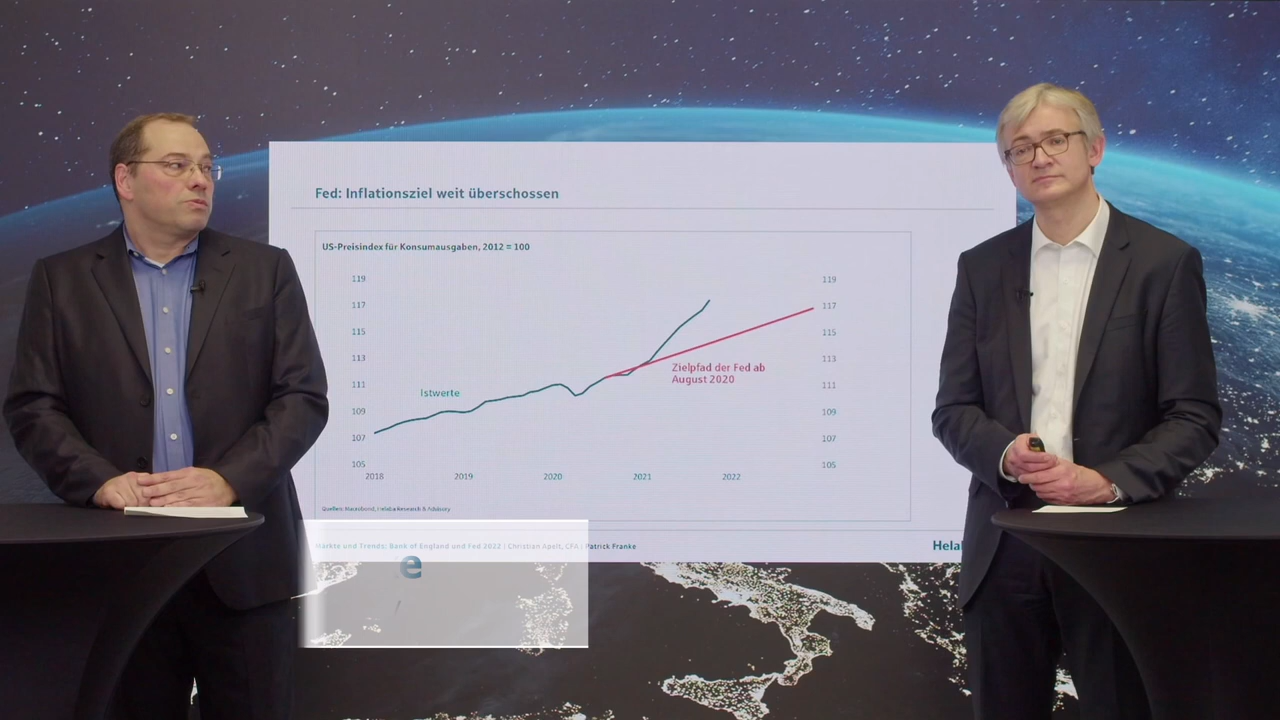 Fed: Inflationsziel weit überschossen
US-Preisindex für Konsumausgaben, 2012 = 100
119 119
117 117
115 115
113 113
Zielpfad der Fed ab
August 2020
111 111
Istwerte
109 109
107 107
105 105
2018 2019 2020 2021 2022
Quellen: Macrobond, Helaba Research & Advisory
Märkte und Trends: Bank of England und Fed 2022 | Christian Apelt, CFA | Patrick Franke
Helab
e